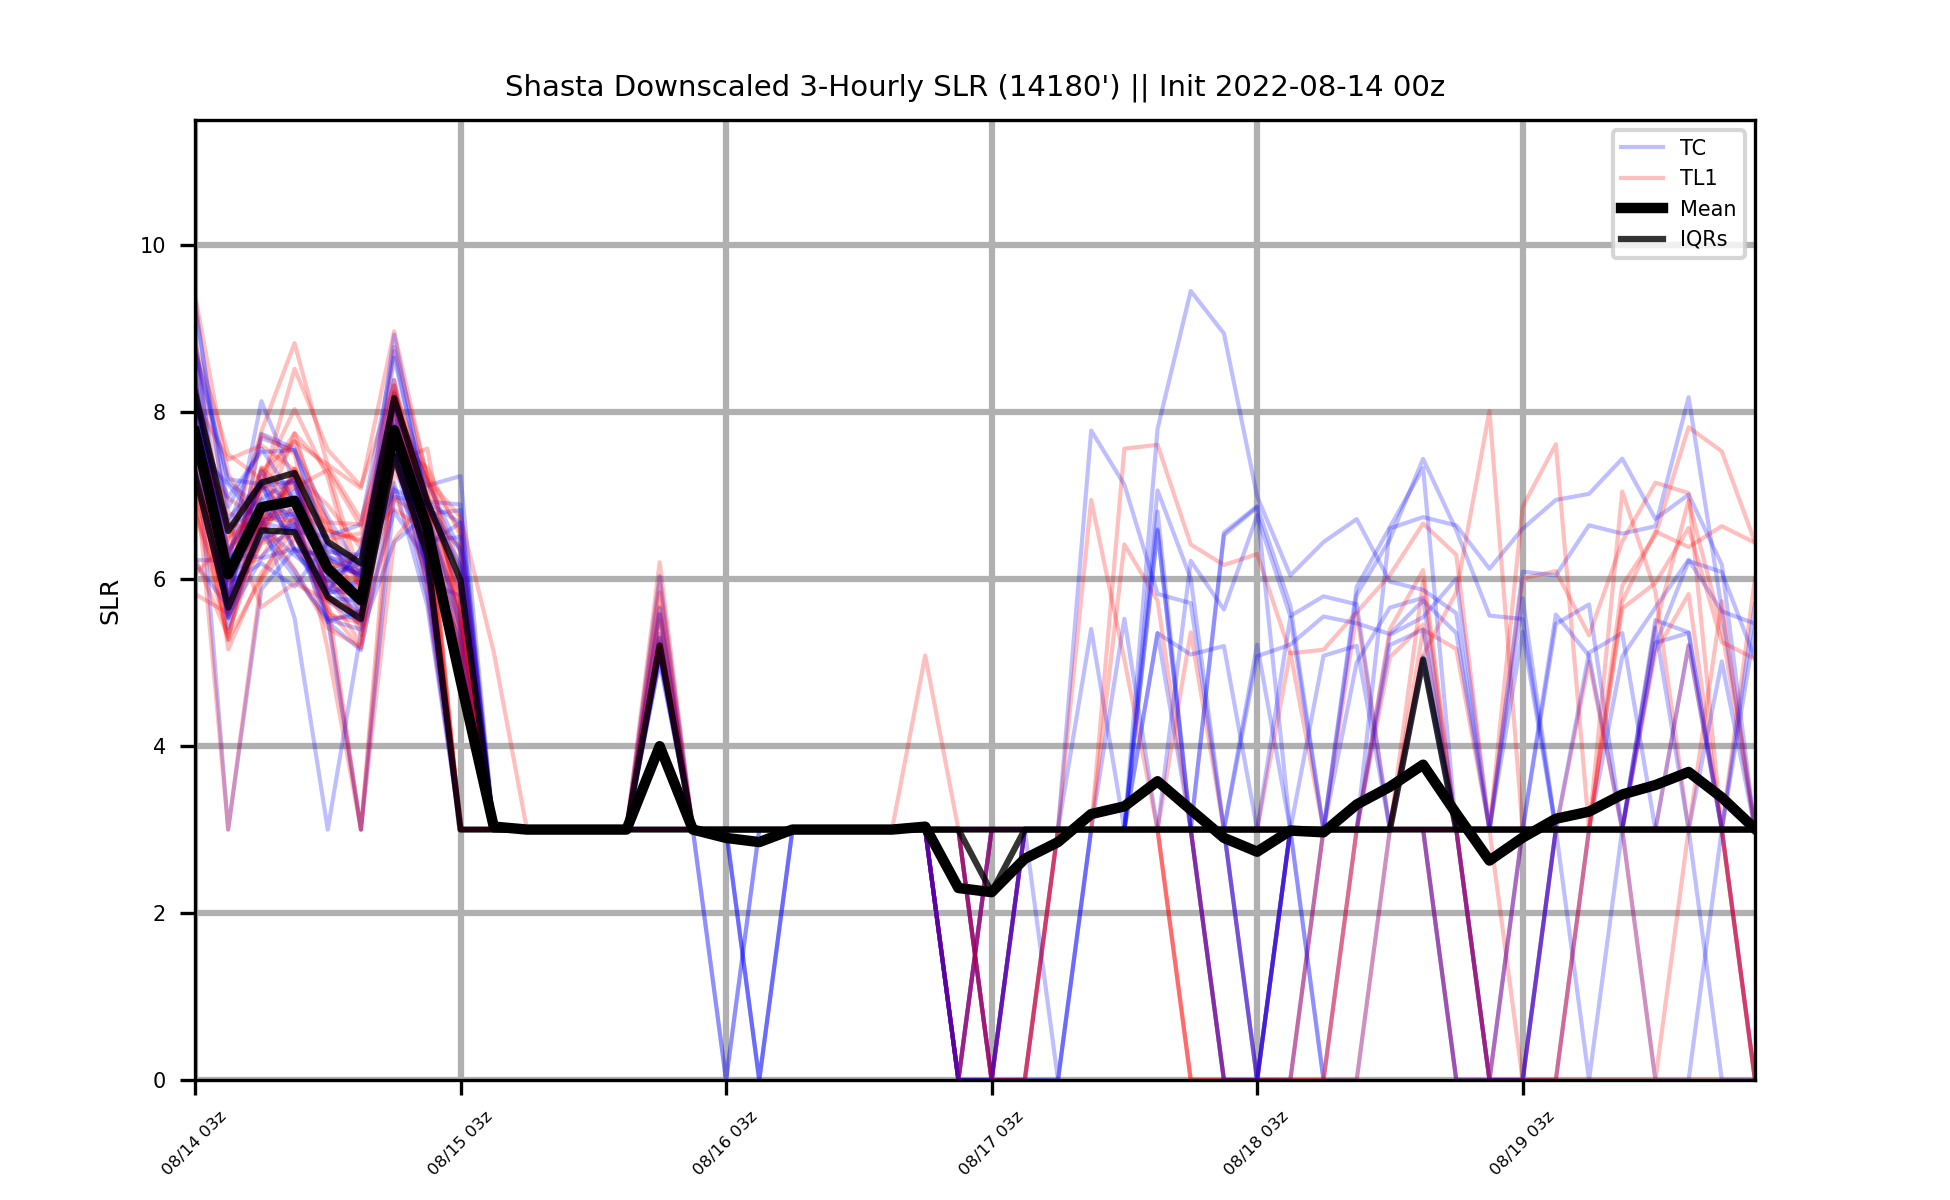 Shasta Downscaled 3-Hourly SLR (14180') || Init 2022-08-14 00z
TC
TL1
Mean
IQRs
10
8
6
4
2
0
SLR
08/14 03z
08/15 03z
08/16 03z
08/17 03z
08/18 03z
08/19 03z